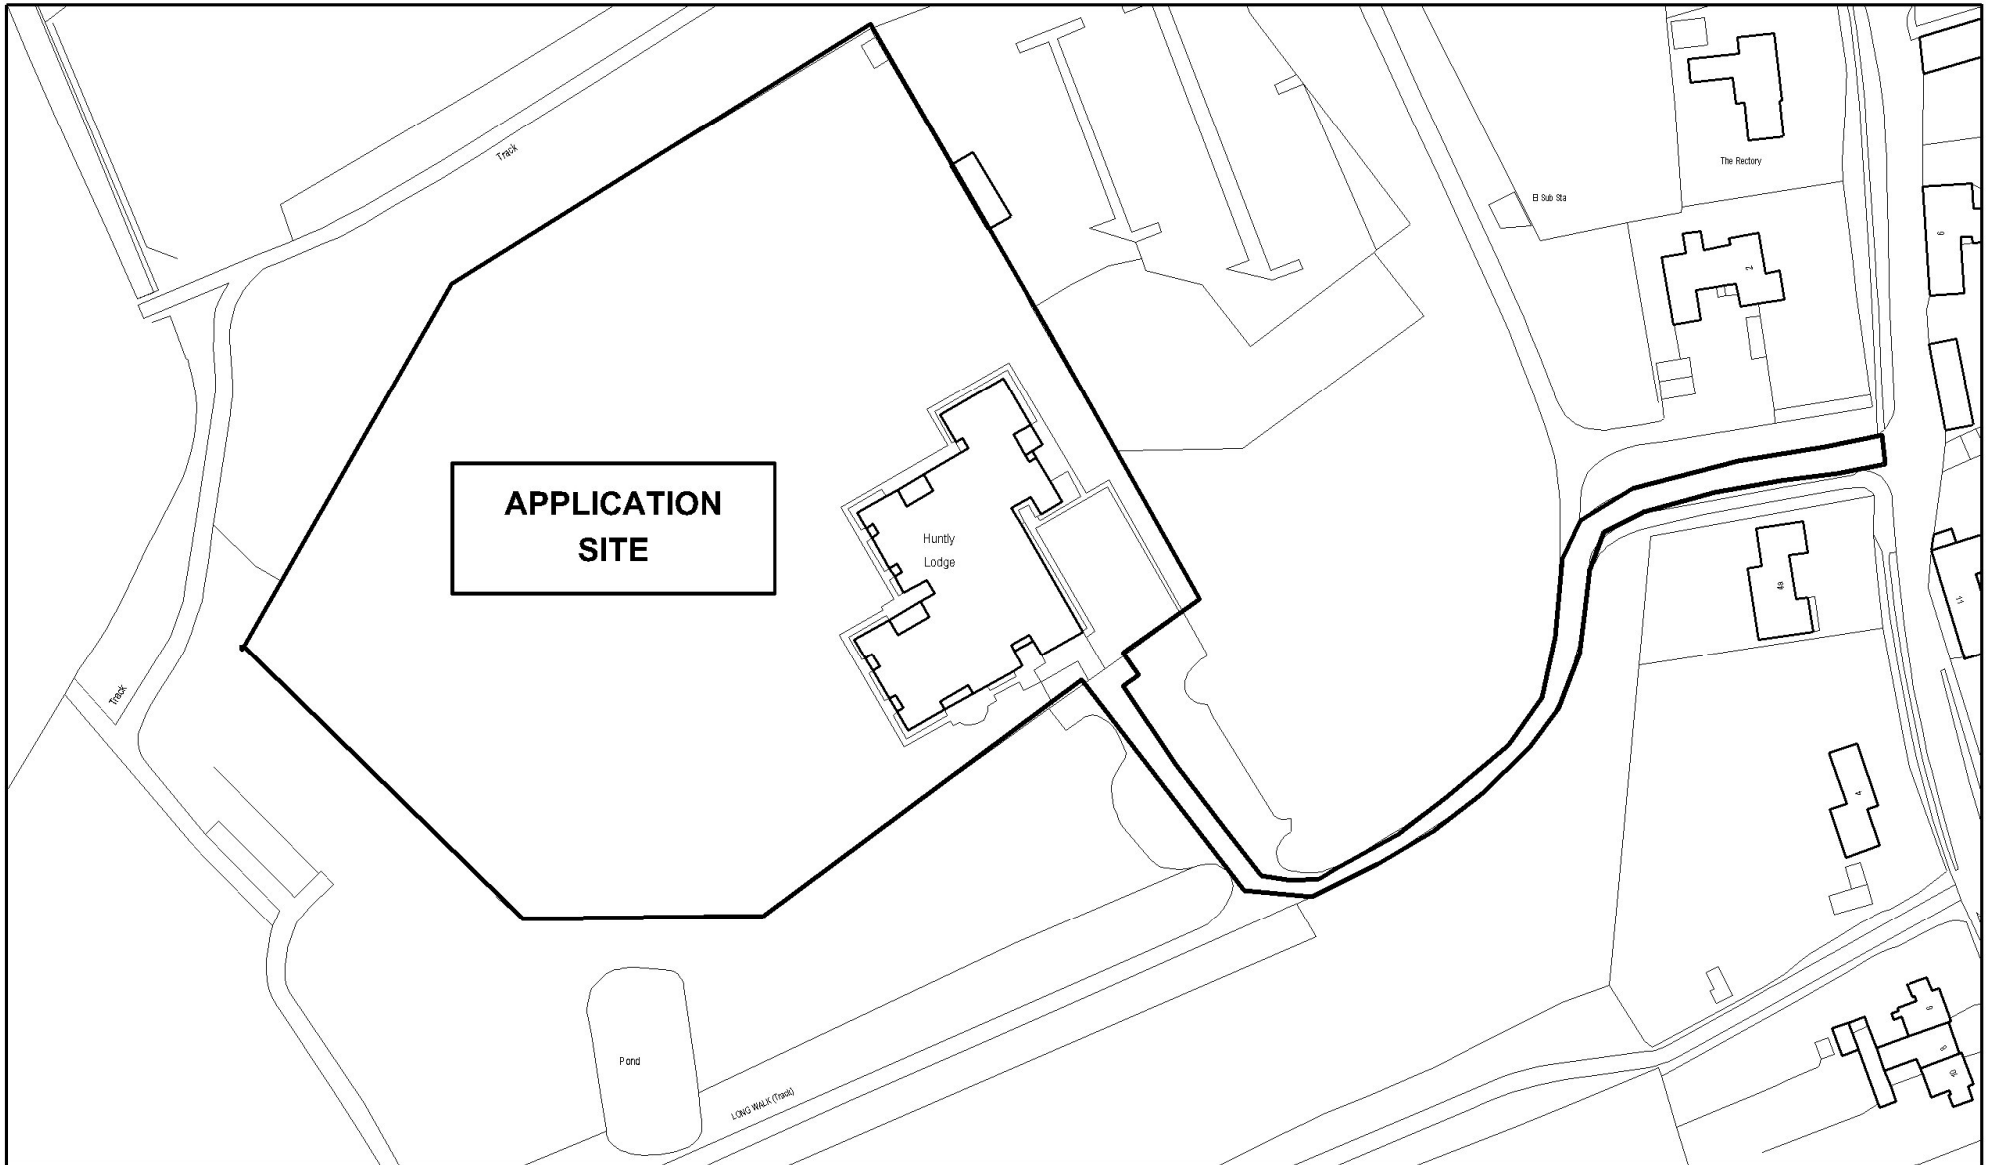 Track
The Rectory
El Sub Sta
6
2
APPLICATION
SITE
Huntly
Lodge
4a
11
Track
4
6
8
10
Pond
LONG WALK (Track)